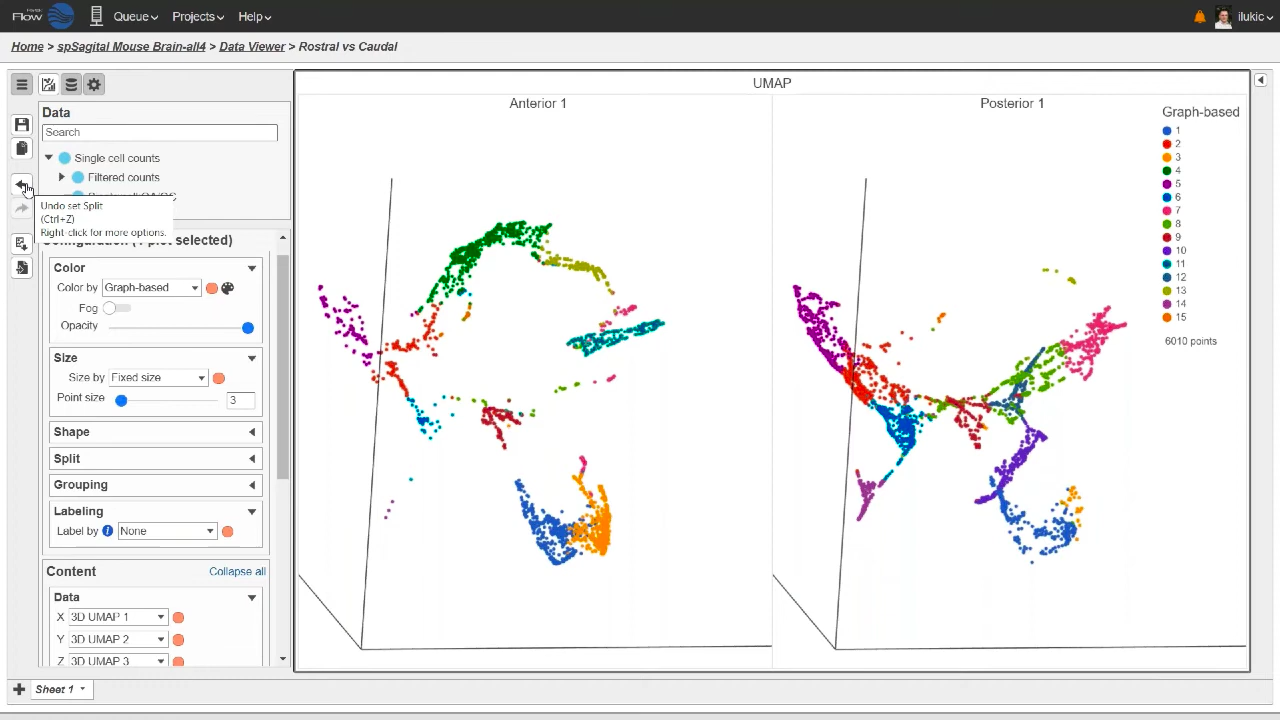 Flow Queue Projects Help ilukic
Home > spSagital Mouse Brain-all4 > Data Viewer > Rostral vs Caudal
Data
Search
Single cell counts
Filtered counts
Undo set Split
(Ctrl+Z)
Right-click for more options.
Configuration (1 plot selected)
Color
Color by Graph-based
Fog
Opacity
Size
Size by Fixed size
Point size 3
Shape
Split
Grouping
Labeling
Label by i None
Content Collapse all
Data
X 3D UMAP 1
Y 3D UMAP 2
Z 3D UMAP 3
Sheet 1
UMAP
Anterior 1
Posterior 1
Graph-based
1
2
3
4
5
6
7
8
9
10
11
12
13
14
15
6010 points